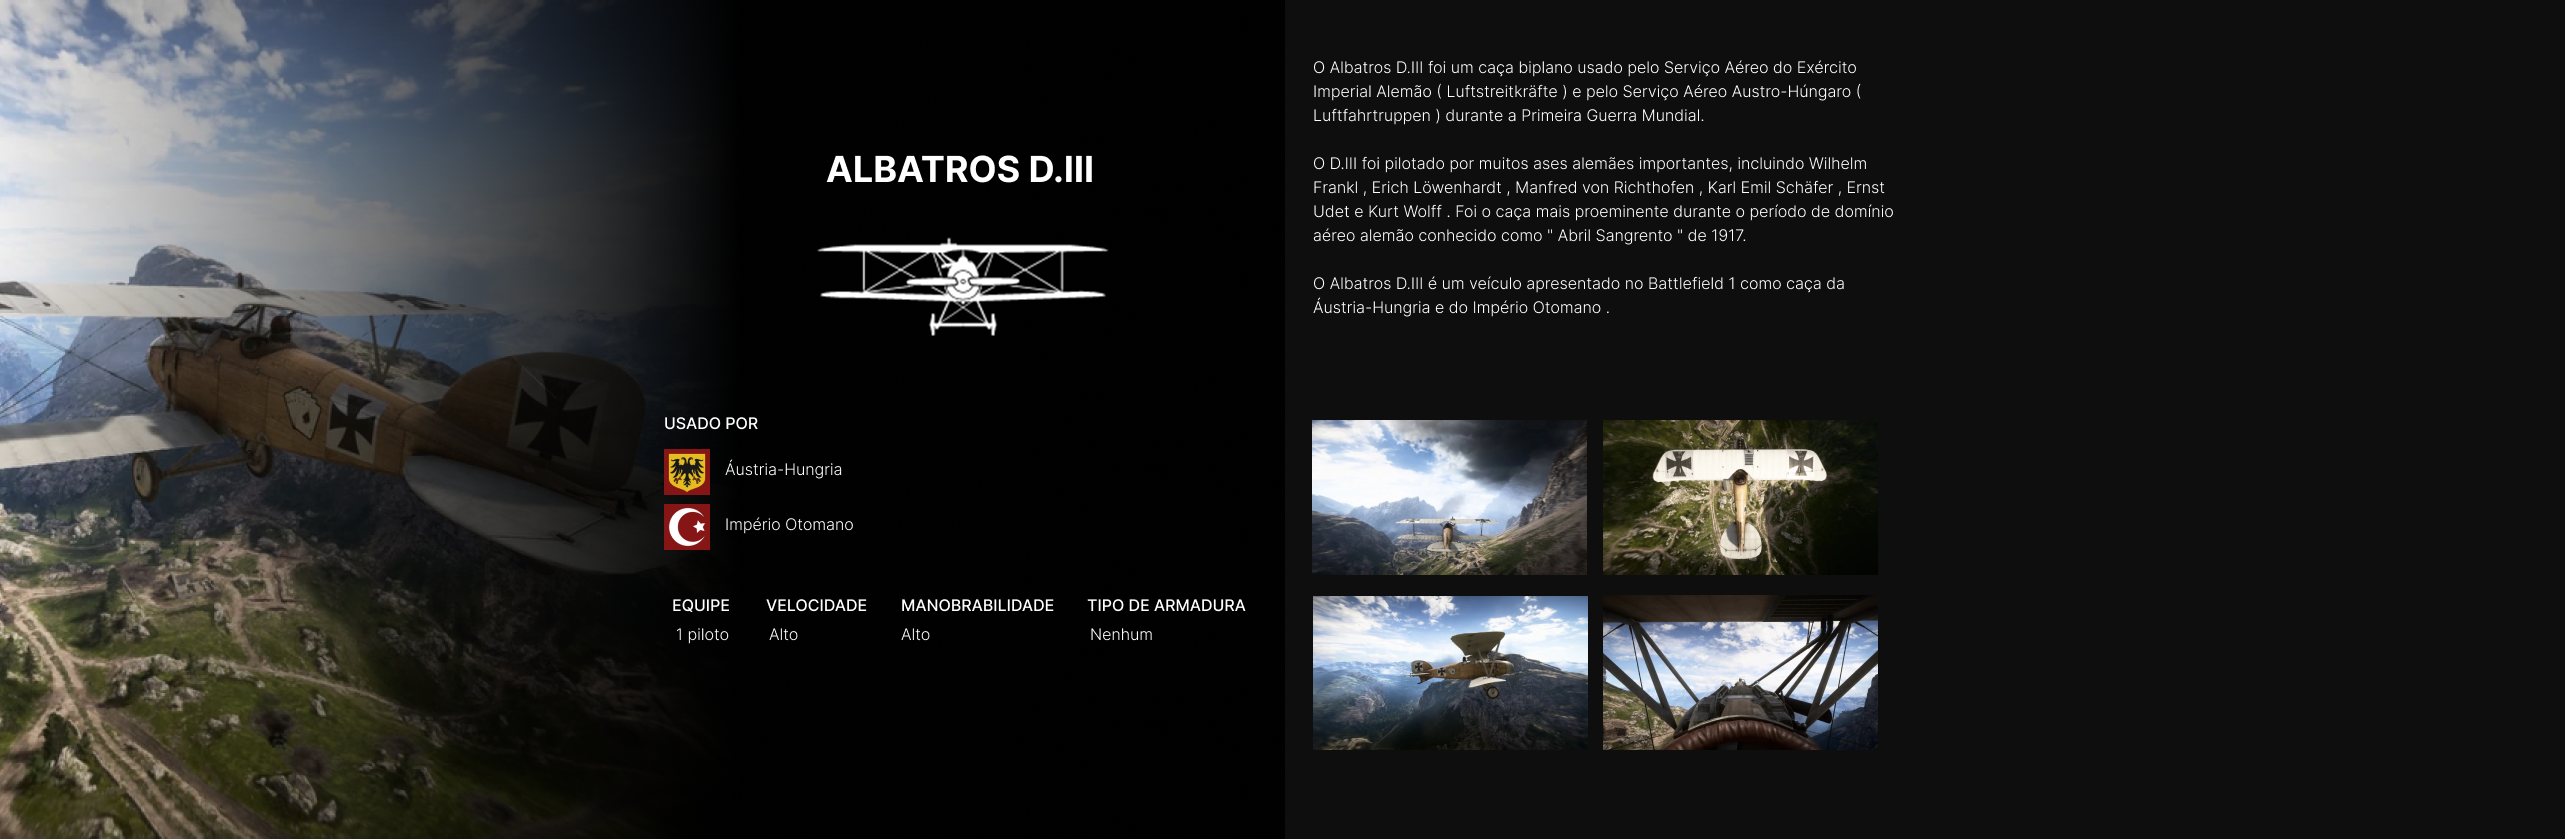 ALBATROS D.III
USADO POR
Áustria-Hungria
Império Otomano
EQUIPE VELOCIDADE MANOBRABILIDADE TIPO DE ARMADURA
1 piloto Alto Alto Nenhum
O Albatros D.III foi um caça biplano usado pelo Serviço Aéreo do Exército
Imperial Alemão ( Luftstreitkräfte ) e pelo Serviço Aéreo Austro-Húngaro (
Luftfahrtruppen ) durante a Primeira Guerra Mundial.
O D.III foi pilotado por muitos ases alemães importantes, incluindo Wilhelm
Frankl , Erich Löwenhardt , Manfred von Richthofen , Karl Emil Schäfer , Ernst
Udet e Kurt Wolff . Foi o caça mais proeminente durante o período de domínio
aéreo alemão conhecido como " Abril Sangrento " de 1917.
O Albatros D.III é um veículo apresentado no Battlefield 1 como caça da
Áustria-Hungria e do Império Otomano .